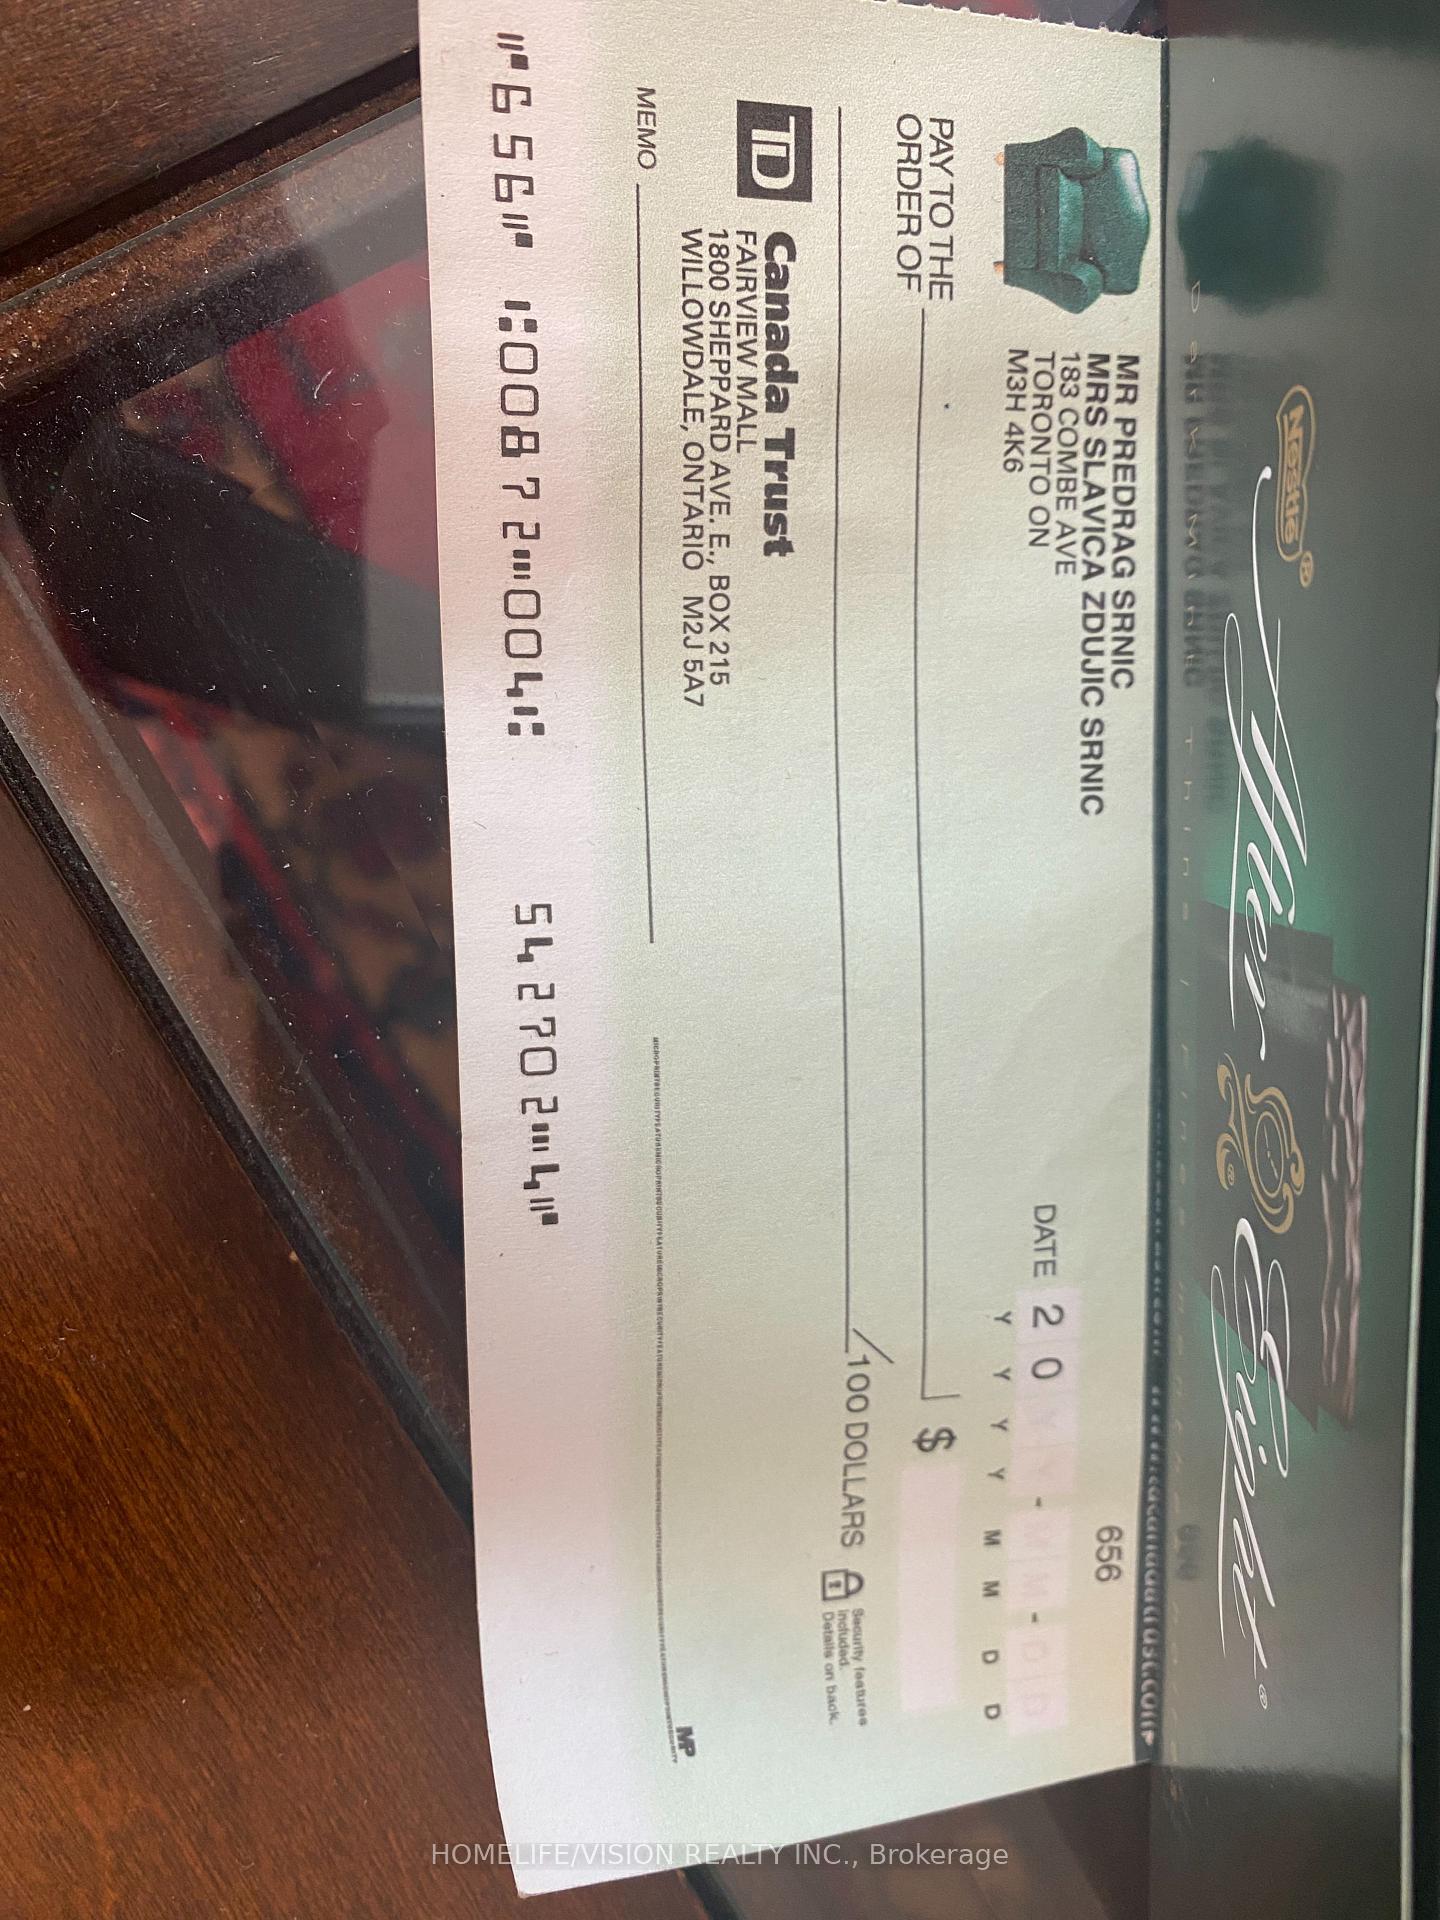 Nestlé®
After Eight®
MR PREDRAG SRNIC
MRS SLAVICA ZDUJIC SRNIC
183 COMBE AVE
TORONTO ON
M3H 4K6
656
DATE 2 0 Y Y - M M - D D
Y Y Y Y M M D D
PAY TO THE
ORDER OF
$
/100 DOLLARS
Security features
included.
Details on back.
TD Canada Trust
FAIRVIEW MALL
1800 SHEPPARD AVE. E., BOX 215
WILLOWDALE, ONTARIO M2J 5A7
MEMO
MP
⑈656⑈ ⑆00872⑉004⑆ 54270 2⑉4⑈
HOMELIFE/VISION REALTY INC., Brokerage